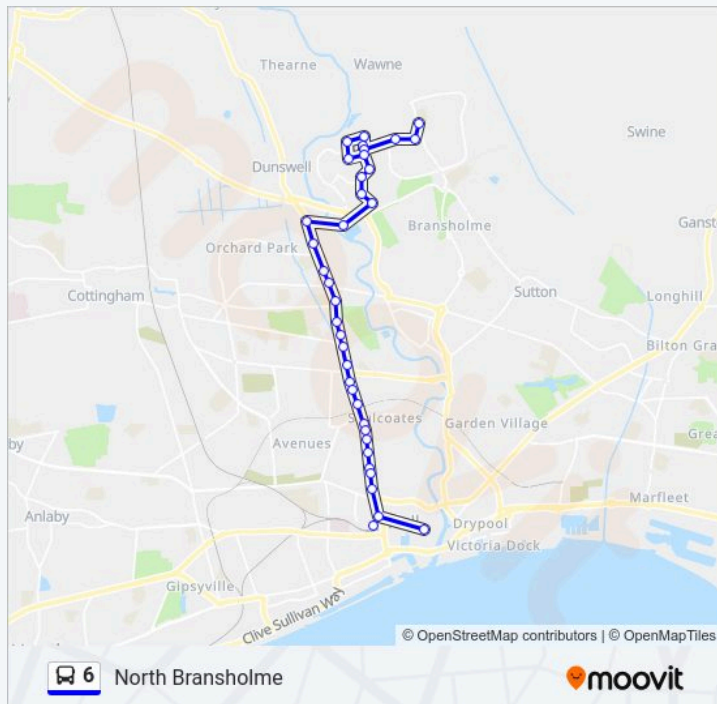 Thearne
Wawne
Swine
Dunswell
Bransholme
Ganst
Orchard Park
Cottingham
Sutton
Longhill
Bilton Gra
Garden Village
Avenues
Grea
by
Marfleet
Anlaby
Drypool
Victoria Dock
Gipsyville
Clive Sullivan Way
© OpenStreetMap contributors | © OpenMapTiles
6 North Bransholme
moovit